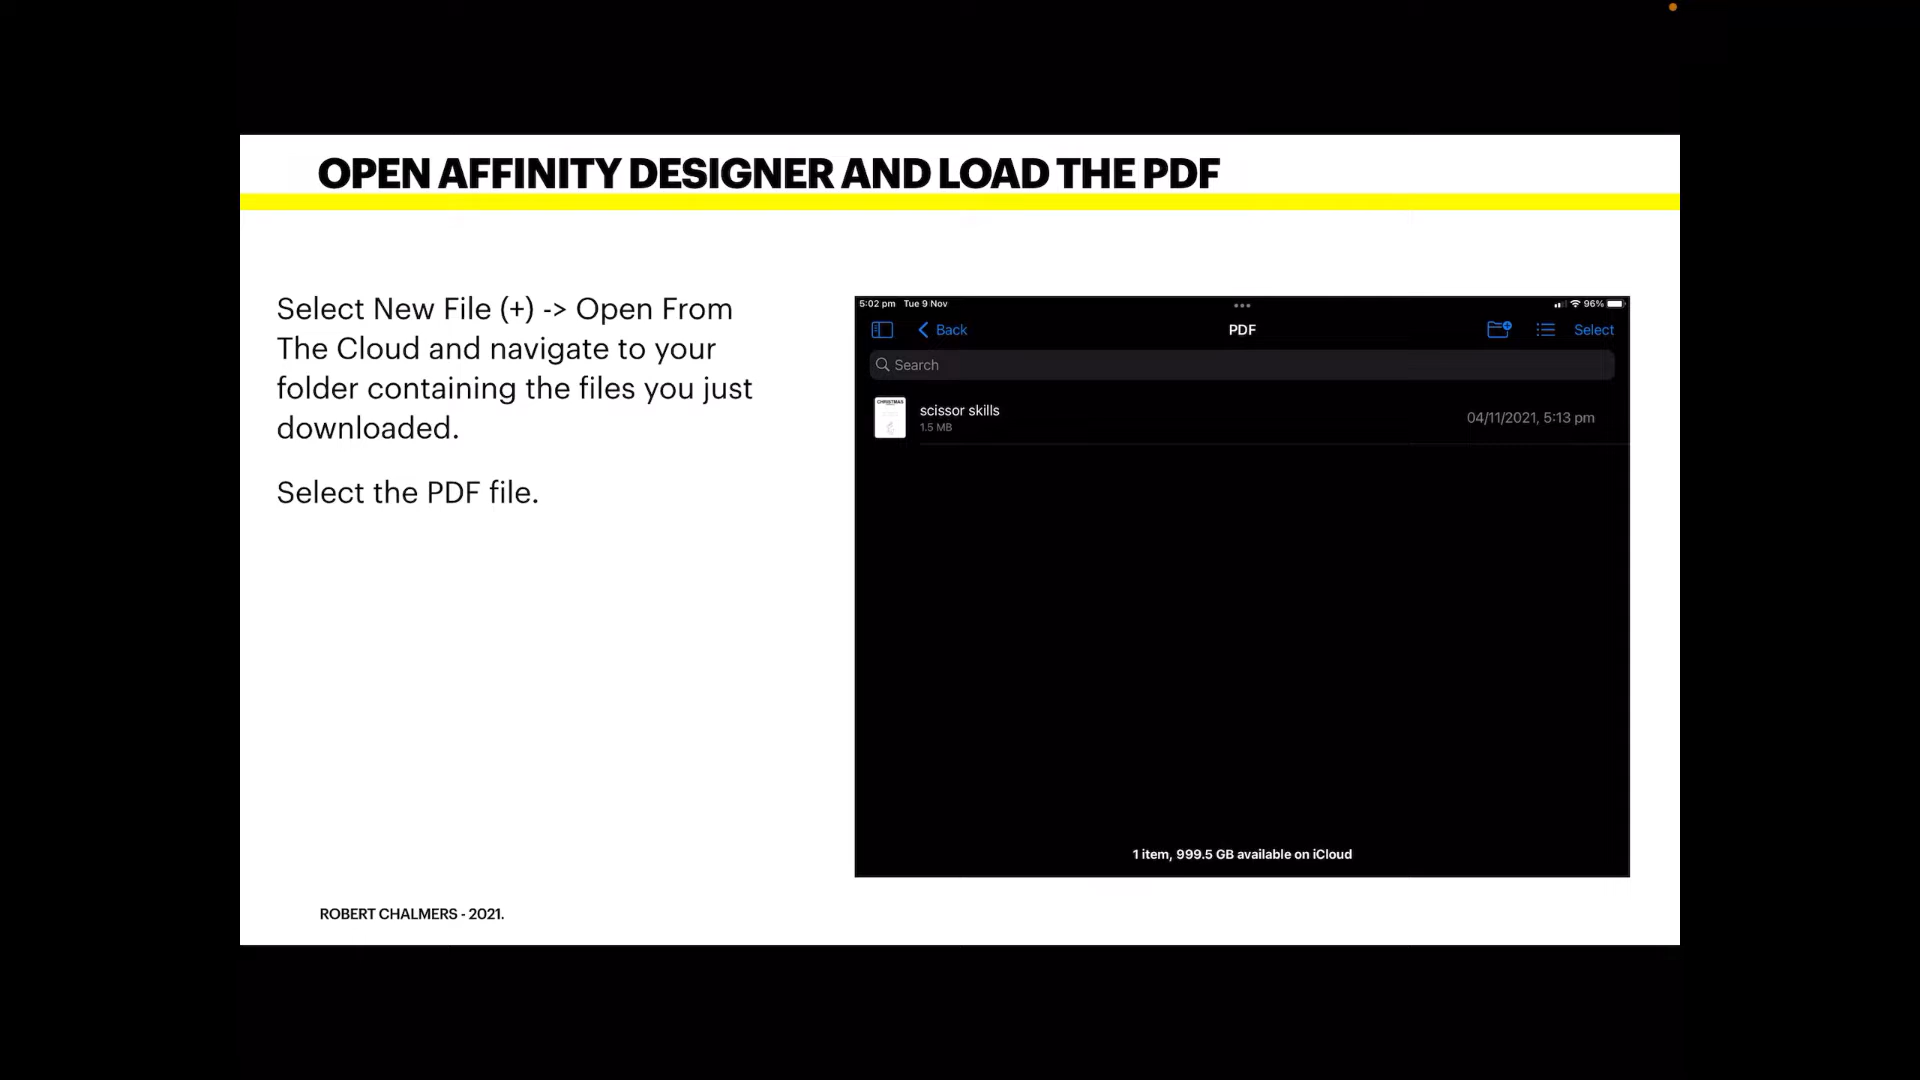 OPEN AFFINITY DESIGNER AND LOAD THE PDF
Select New File (+) -> Open From
The Cloud and navigate to your
folder containing the files you just
downloaded.
Select the PDF file.
5:02 pm Tue 9 Nov
96%
Back
PDF
Select
Search
CHRISTMAS
scissor skills
1.5 MB
04/11/2021, 5:13 pm
1 item, 999.5 GB available on iCloud
ROBERT CHALMERS - 2021.